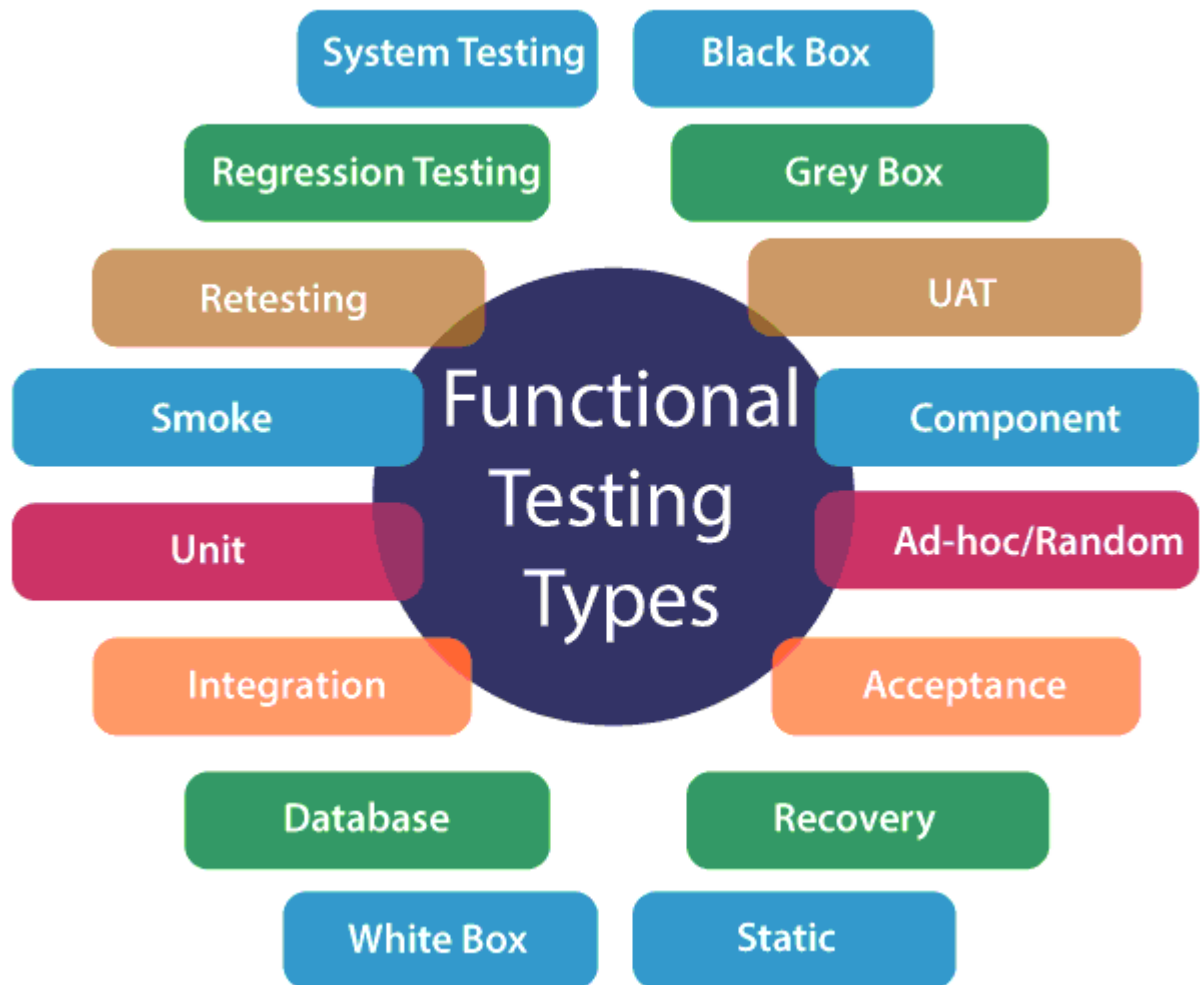 System Testing
Black Box
Regression Testing
Grey Box
Retesting
UAT
Smoke
Functional
Component
Testing
Unit
Ad-hoc/Random
Types
Integration
Acceptance
Database
Recovery
White Box
Static